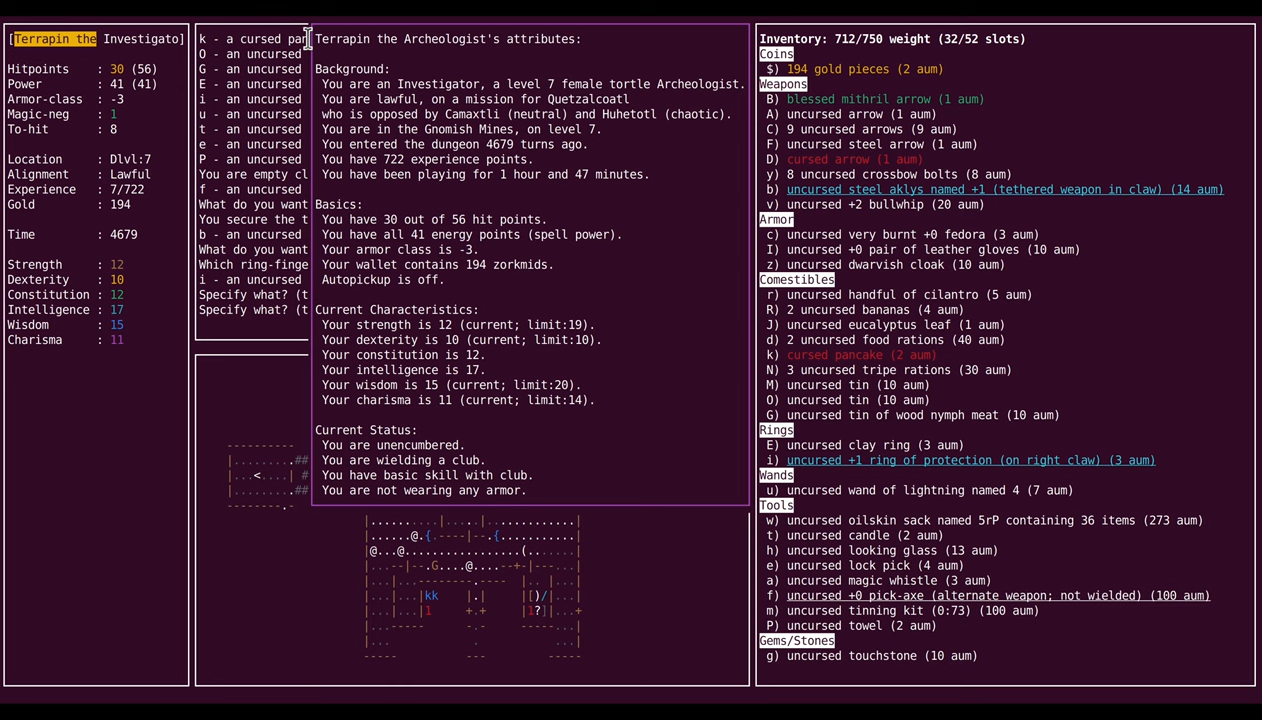 [Terrapin the Investigato]
Hitpoints : 30 (56)
Power : 41 (41)
Armor-class : -3
Magic-neg : 1
To-hit : 8
Location : Dlvl:7
Alignment : Lawful
Experience : 7/722
Gold : 194
Time : 4679
Strength : 12
Dexterity : 10
Constitution : 12
Intelligence : 17
Wisdom : 15
Charisma : 11
k - a cursed pan
O - an uncursed
G - an uncursed
E - an uncursed
i - an uncursed
u - an uncursed
t - an uncursed
e - an uncursed
P - an uncursed
You are empty cl
f - an uncursed
What do you want
You secure the t
b - an uncursed
What do you want
Which ring-finge
i - an uncursed
Specify what? (t
Specify what? (t
Terrapin the Archeologist's attributes:
Background:
You are an Investigator, a level 7 female tortle Archeologist.
You are lawful, on a mission for Quetzalcoatl
who is opposed by Camaxtli (neutral) and Huhetotl (chaotic).
You are in the Gnomish Mines, on level 7.
You entered the dungeon 4679 turns ago.
You have 722 experience points.
You have been playing for 1 hour and 47 minutes.
Basics:
You have 30 out of 56 hit points.
You have all 41 energy points (spell power).
Your armor class is -3.
Your wallet contains 194 zorkmids.
Autopickup is off.
Current Characteristics:
Your strength is 12 (current; limit:19).
Your dexterity is 10 (current; limit:10).
Your constitution is 12.
Your intelligence is 17.
Your wisdom is 15 (current; limit:20).
Your charisma is 11 (current; limit:14).
Current Status:
You are unencumbered.
You are wielding a club.
You have basic skill with club.
You are not wearing any armor.
---------
|.........##
|...<....| #
|.........##
--------.-
|......|....|...........|
|.....@.{.----|--.{..........|
|@...@.................(......|
|...--|--.G....@....--+-|---...|
|...|...---------.---- |.. |...|
|...|...|kk |.| |[)/|...|
|...|...|1 +.+ |1?]|...+
|...----- -.- -----...|
|... . ...|
----- --- -----
Inventory: 712/750 weight (32/52 slots)
Coins
$) 194 gold pieces (2 aum)
Weapons
B) blessed mithril arrow (1 aum)
A) uncursed arrow (1 aum)
C) 9 uncursed arrows (9 aum)
F) uncursed steel arrow (1 aum)
D) cursed arrow (1 aum)
y) 8 uncursed crossbow bolts (8 aum)
b) uncursed steel aklys named +1 (tethered weapon in claw) (14 aum)
v) uncursed +2 bullwhip (20 aum)
Armor
c) uncursed very burnt +0 fedora (3 aum)
I) uncursed +0 pair of leather gloves (10 aum)
z) uncursed dwarvish cloak (10 aum)
Comestibles
r) uncursed handful of cilantro (5 aum)
R) 2 uncursed bananas (4 aum)
J) uncursed eucalyptus leaf (1 aum)
d) 2 uncursed food rations (40 aum)
k) cursed pancake (2 aum)
N) 3 uncursed tripe rations (30 aum)
M) uncursed tin (10 aum)
O) uncursed tin (10 aum)
G) uncursed tin of wood nymph meat (10 aum)
Rings
E) uncursed clay ring (3 aum)
i) uncursed +1 ring of protection (on right claw) (3 aum)
Wands
u) uncursed wand of lightning named 4 (7 aum)
Tools
w) uncursed oilskin sack named 5rP containing 36 items (273 aum)
t) uncursed candle (2 aum)
h) uncursed looking glass (13 aum)
e) uncursed lock pick (4 aum)
a) uncursed magic whistle (3 aum)
f) uncursed +0 pick-axe (alternate weapon; not wielded) (100 aum)
m) uncursed tinning kit (0:73) (100 aum)
P) uncursed towel (2 aum)
Gems/Stones
g) uncursed touchstone (10 aum)